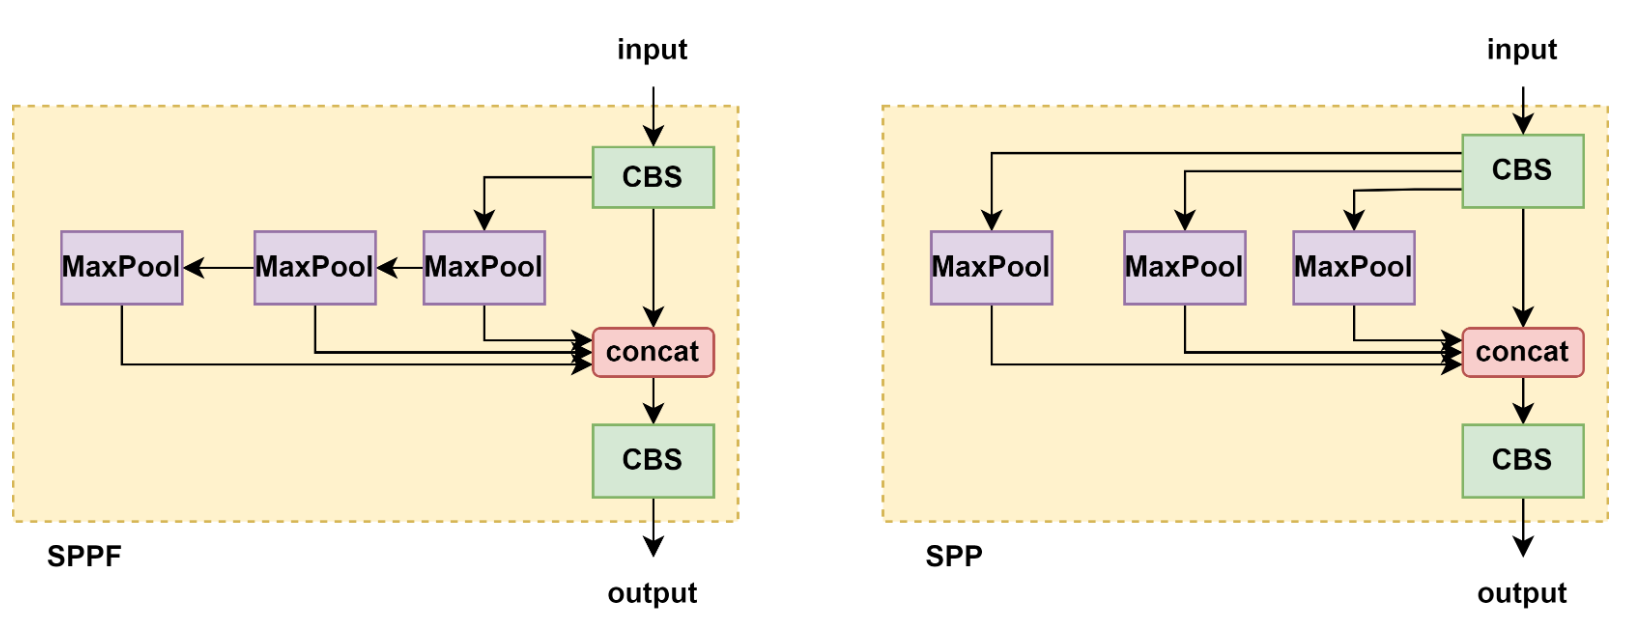 input
CBS
MaxPool
MaxPool
MaxPool
concat
CBS
SPPF
output
input
CBS
MaxPool
MaxPool
MaxPool
concat
CBS
SPP
output